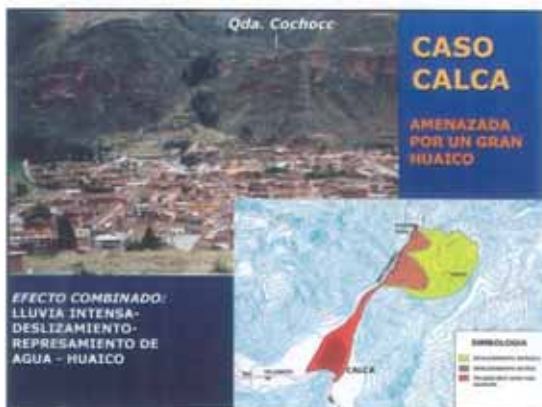 Qda. Cochocc
CASO
CALCA
AMENAZADA
POR UN GRAN
HUAICO
EFECTO COMBINADO:
LLUVIA INTENSA-
DESLIZAMIENTO-
REPRESAMIENTO DE
AGUA - HUAICO
CALCA
SIMBOLOGIA